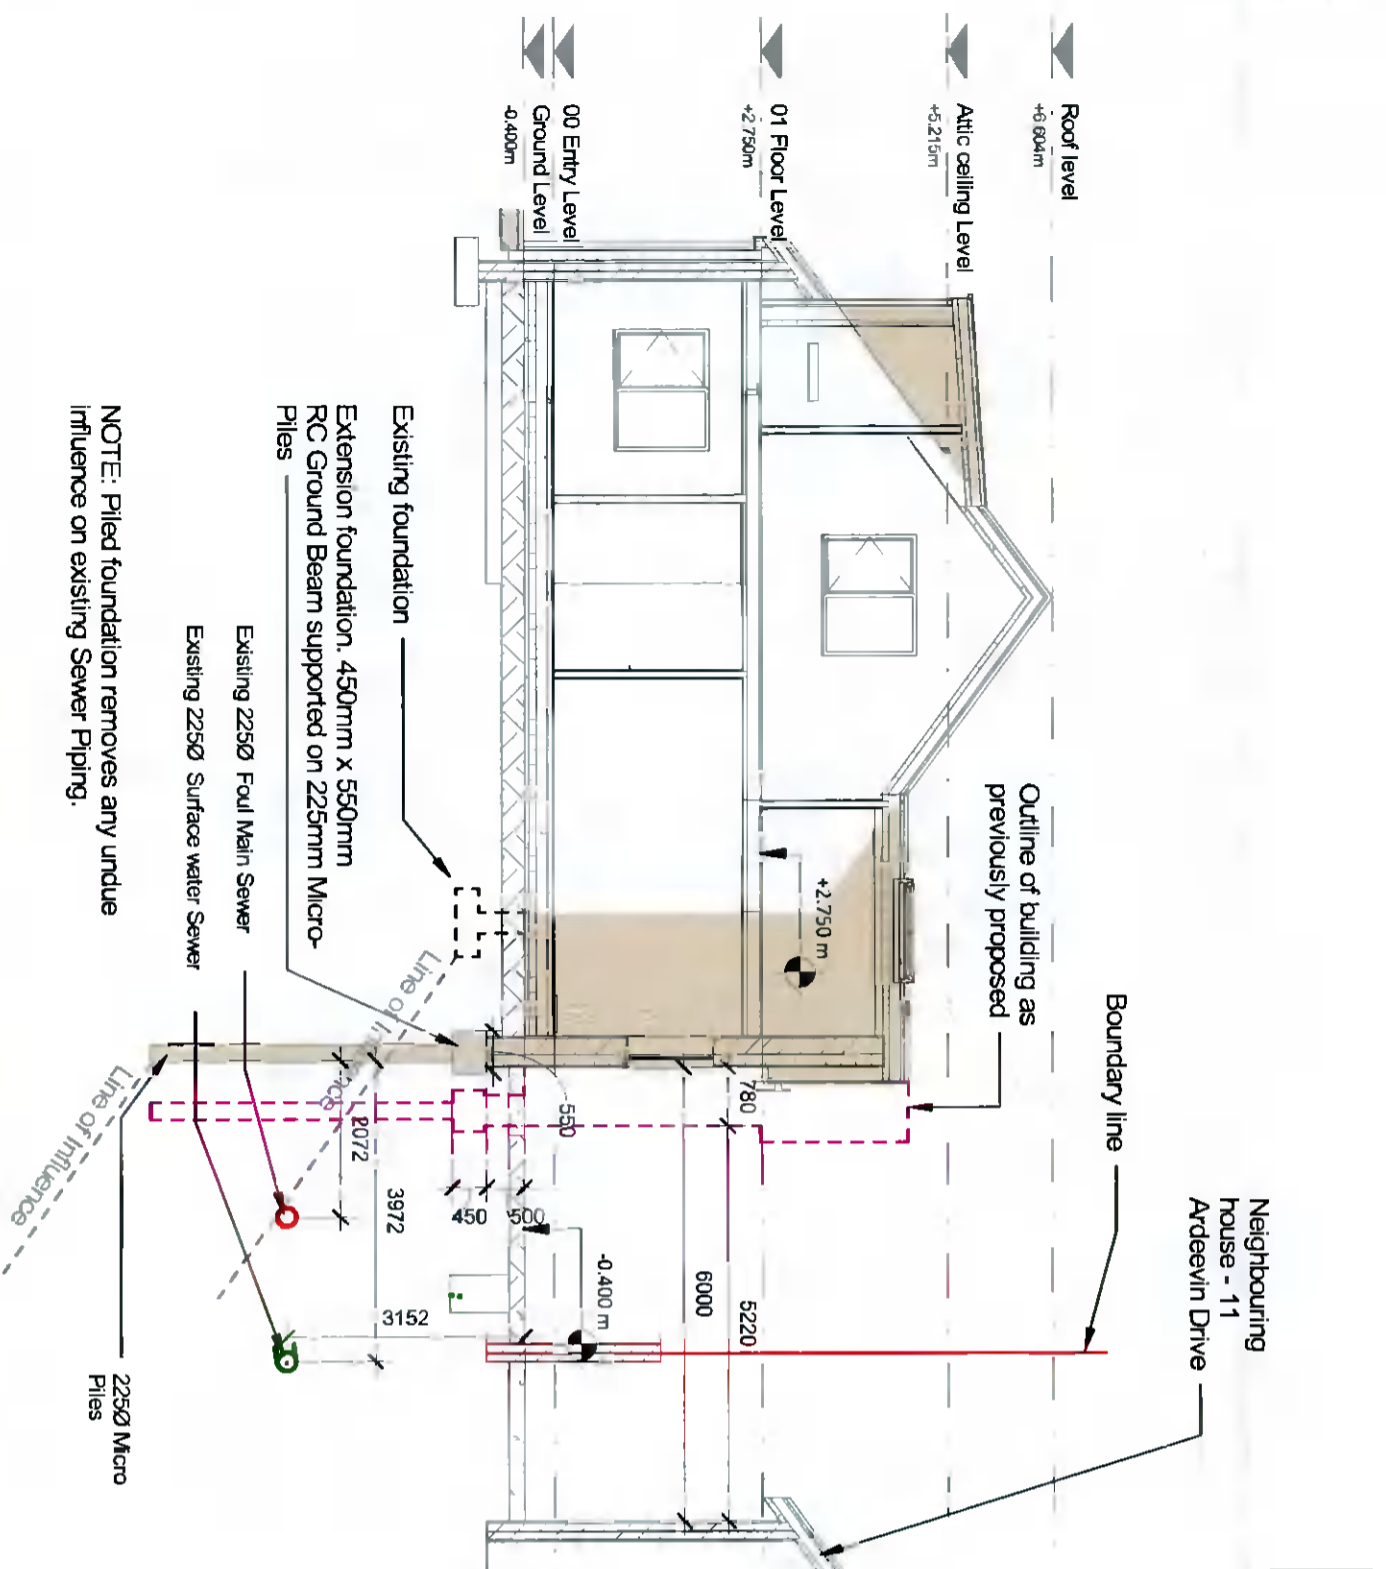 Roof level
+6.604m
Attic ceiling Level
+5.215m
01 Floor Level
+2.750m
00 Entry Level
Ground Level
-0.400m
Neighbouring
house - 11
Ardeevin Drive
Boundary line
Outline of building as
previously proposed
+2.750 m
780
5220
6000
-0.400 m
550
500
450
3972
2072
3152
Existing foundation
Extension foundation. 450mm x 550mm
RC Ground Beam supported on 225mm Micro-
Piles
Line of Influence
Line of Influence
Existing 225Ø Foul Main Sewer
Existing 225Ø Surface water Sewer
225Ø Micro
Piles
NOTE: Piled foundation removes any undue
influence on existing Sewer Piping.